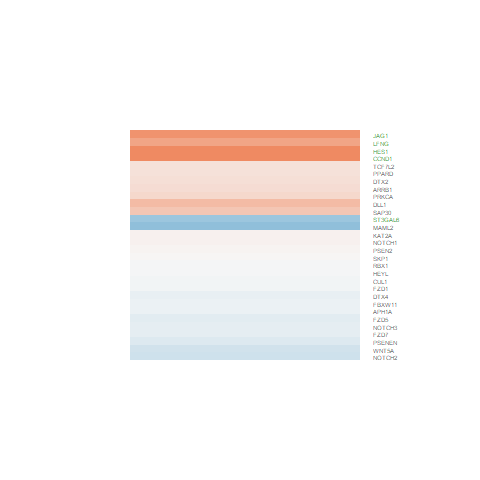 JAG1
LFNG
HES1
CCND1
TCF7L2
PPARD
DTX2
ARRB1
PRKCA
DLL1
SAP30
ST3GAL6
MAML2
KAT2A
NOTCH1
PSEN2
SKP1
RBX1
HEYL
CUL1
FZD1
DTX4
FBXW11
APH1A
FZD5
NOTCH3
FZD7
PSENEN
WNT5A
NOTCH2